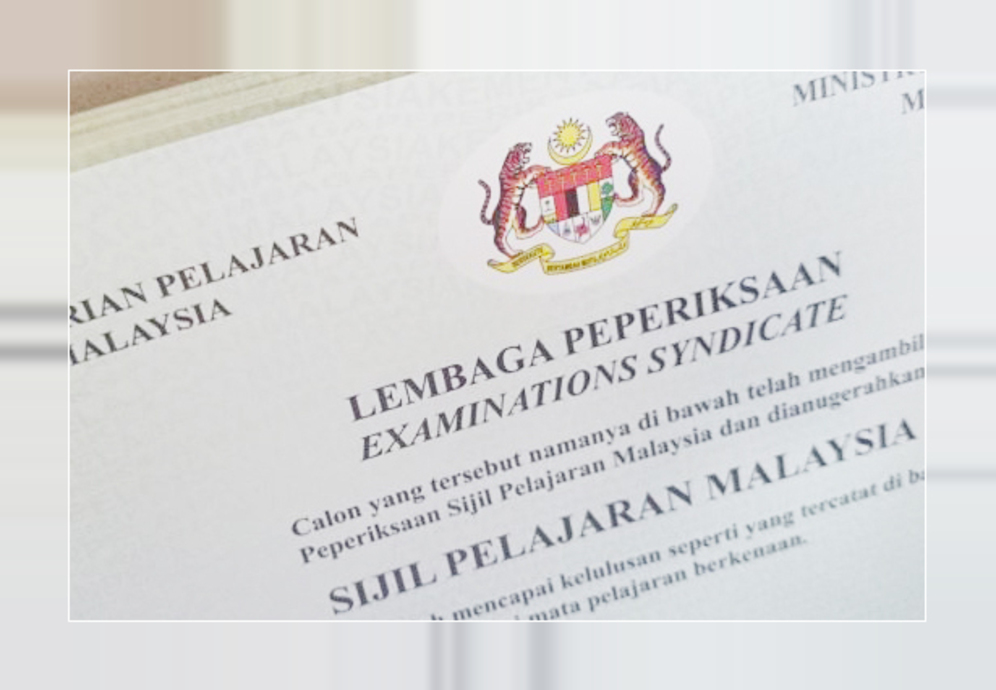 MINIST
M
RIAN PELAJARAN
MALAYSIA
LEMBAGA PEPERIKSAAN
EXAMINATIONS SYNDICATE
Calon yang tersebut namanya di bawah telah mengambil
Peperiksaan Sijil Pelajaran Malaysia dan dianugerahkan
SIJIL PELAJARAN MALAYSIA
mencapai kelulusan seperti yang tercatat di ba
mata pelajaran berkenaan.